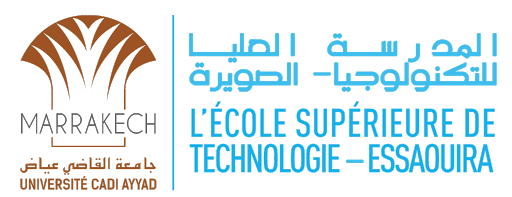 MARRAKECH
جامعة القاضي عياض
UNIVERSITÉ CADI AYYAD
المدرسة العليا
للتكنولوجيا – الصويرة
L'ÉCOLE SUPÉRIEURE DE
TECHNOLOGIE – ESSAOUIRA